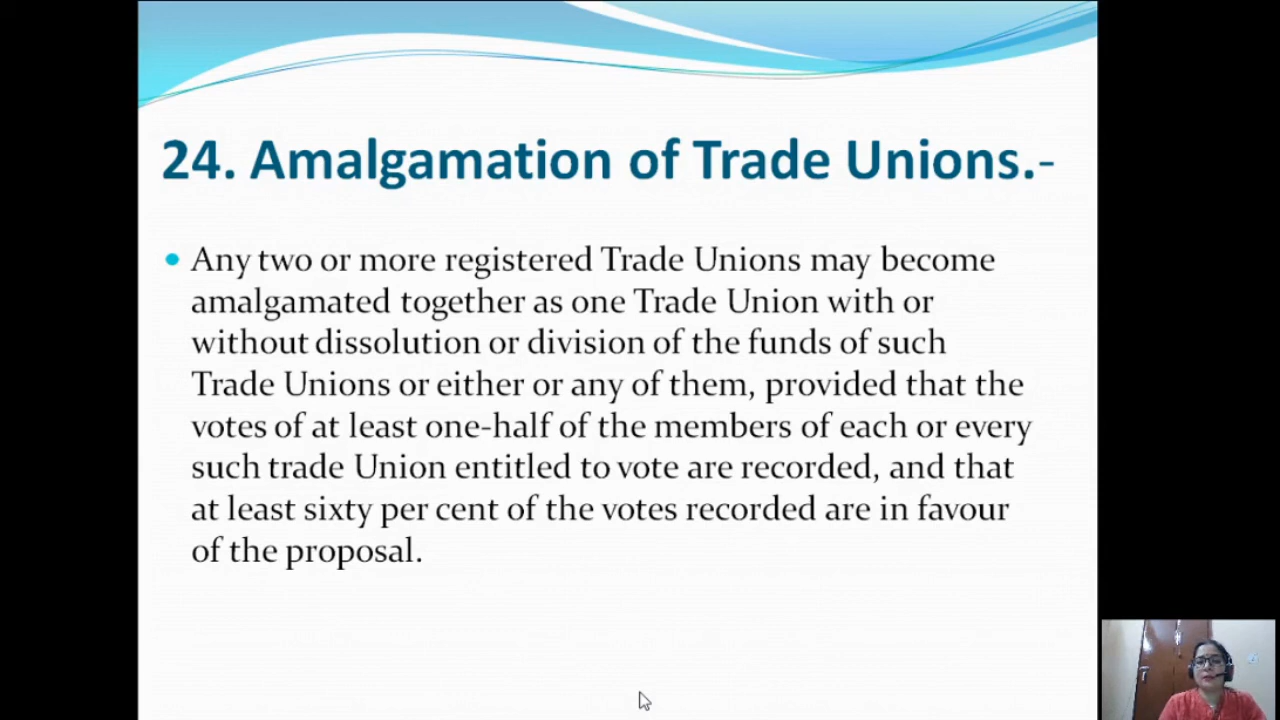 24. Amalgamation of Trade Unions.-
Any two or more registered Trade Unions may become
amalgamated together as one Trade Union with or
without dissolution or division of the funds of such
Trade Unions or either or any of them, provided that the
votes of at least one-half of the members of each or every
such trade Union entitled to vote are recorded, and that
at least sixty per cent of the votes recorded are in favour
of the proposal.